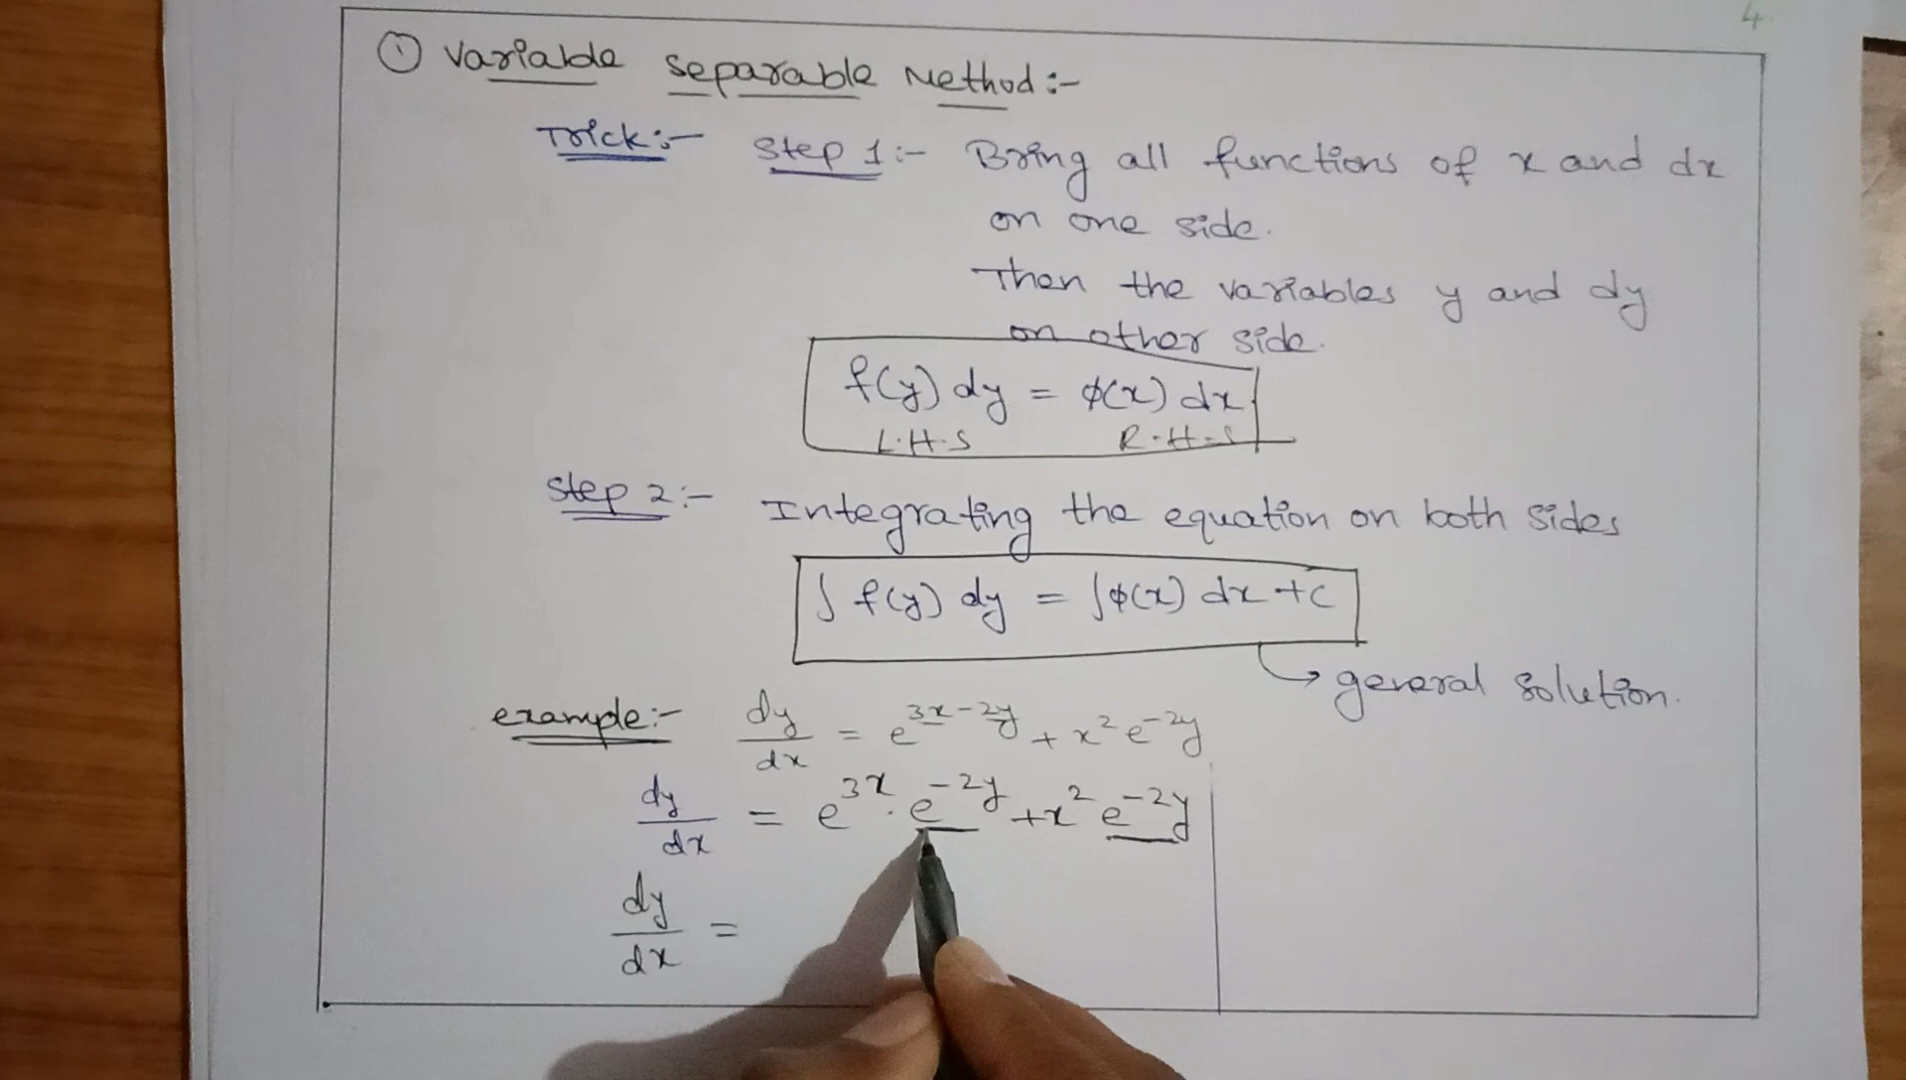 4
① Variable separable Method:-
Trick:- Step 1:- Bring all functions of x and dx
on one side.
Then the variables y and dy
on other side.
f(y) dy = ϕ(x) dx
L.H.S R.H.S
Step 2:- Integrating the equation on both sides
∫ f(y) dy = ∫ϕ(x) dx + c
→ general solution.
example:- dy/dx = e^{3x-2y} + x² e^{-2y}
dy/dx = e^{3x} . e^{-2y} + x² e^{-2y}
dy/dx =